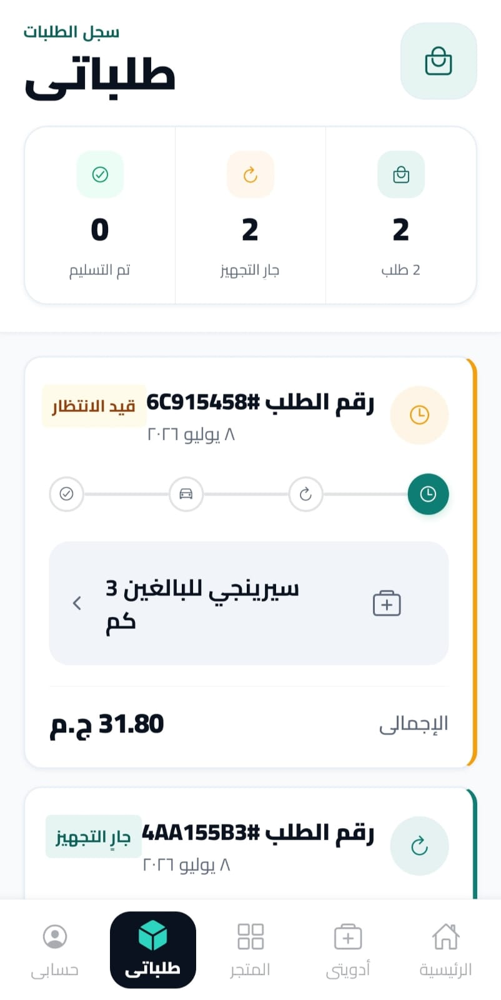 سجل الطلبات
طلباتى
2
2 طلب
2
جارِ التجهيز
0
تم التسليم
رقم الطلب #6C915458
قيد الانتظار
٨ يوليو ٢٠٢٦
سيرينجي للبالغين 3
كم
الإجمالى
31.80 ج.م
رقم الطلب #4AA155B3
جارٍ التجهيز
٨ يوليو ٢٠٢٦
الرئيسية
أدويتى
المتجر
طلباتى
حسابى